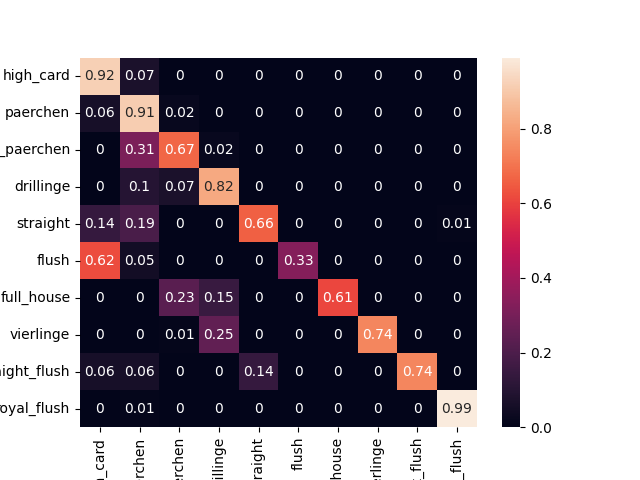 high_card 0.92 0.07 0 0 0 0 0 0 0 0
paerchen 0.06 0.91 0.02 0 0 0 0 0 0 0 0.8
_paerchen 0 0.31 0.67 0.02 0 0 0 0 0 0
drillinge 0 0.1 0.07 0.82 0 0 0 0 0 0 0.6
straight 0.14 0.19 0 0 0.66 0 0 0 0 0.01
flush 0.62 0.05 0 0 0 0.33 0 0 0 0 0.4
full_house 0 0 0.23 0.15 0 0 0.61 0 0 0
vierlinge 0 0 0.01 0.25 0 0 0 0.74 0 0 0.2
ight_flush 0.06 0.06 0 0 0.14 0 0 0 0.74 0
oyal_flush 0 0.01 0 0 0 0 0 0 0 0.99
0.0
_card rchen erchen illinge raight flush house erlinge _flush _flush